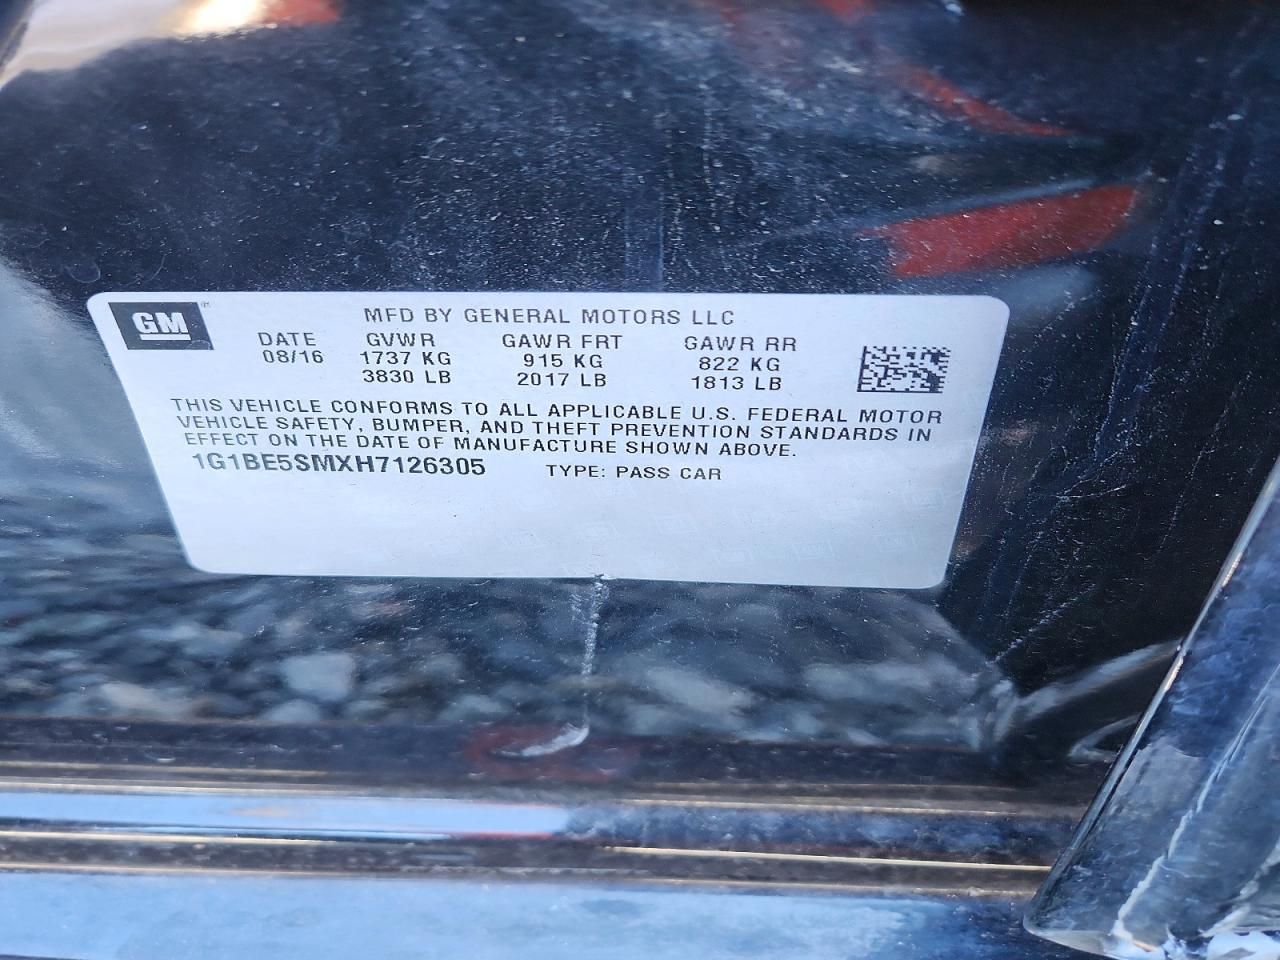 GM
MFD BY GENERAL MOTORS LLC
DATE GVWR GAWR FRT GAWR RR
08/16 1737 KG 915 KG 822 KG
3830 LB 2017 LB 1813 LB
THIS VEHICLE CONFORMS TO ALL APPLICABLE U.S. FEDERAL MOTOR
VEHICLE SAFETY, BUMPER, AND THEFT PREVENTION STANDARDS IN
EFFECT ON THE DATE OF MANUFACTURE SHOWN ABOVE.
1G1BE5SMXH7126305 TYPE: PASS CAR